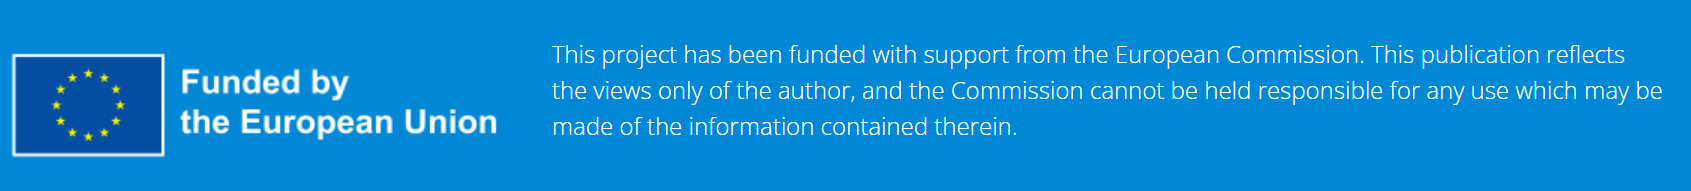 Funded by
the European Union
This project has been funded with support from the European Commission. This publication reflects
the views only of the author, and the Commission cannot be held responsible for any use which may be
made of the information contained therein.